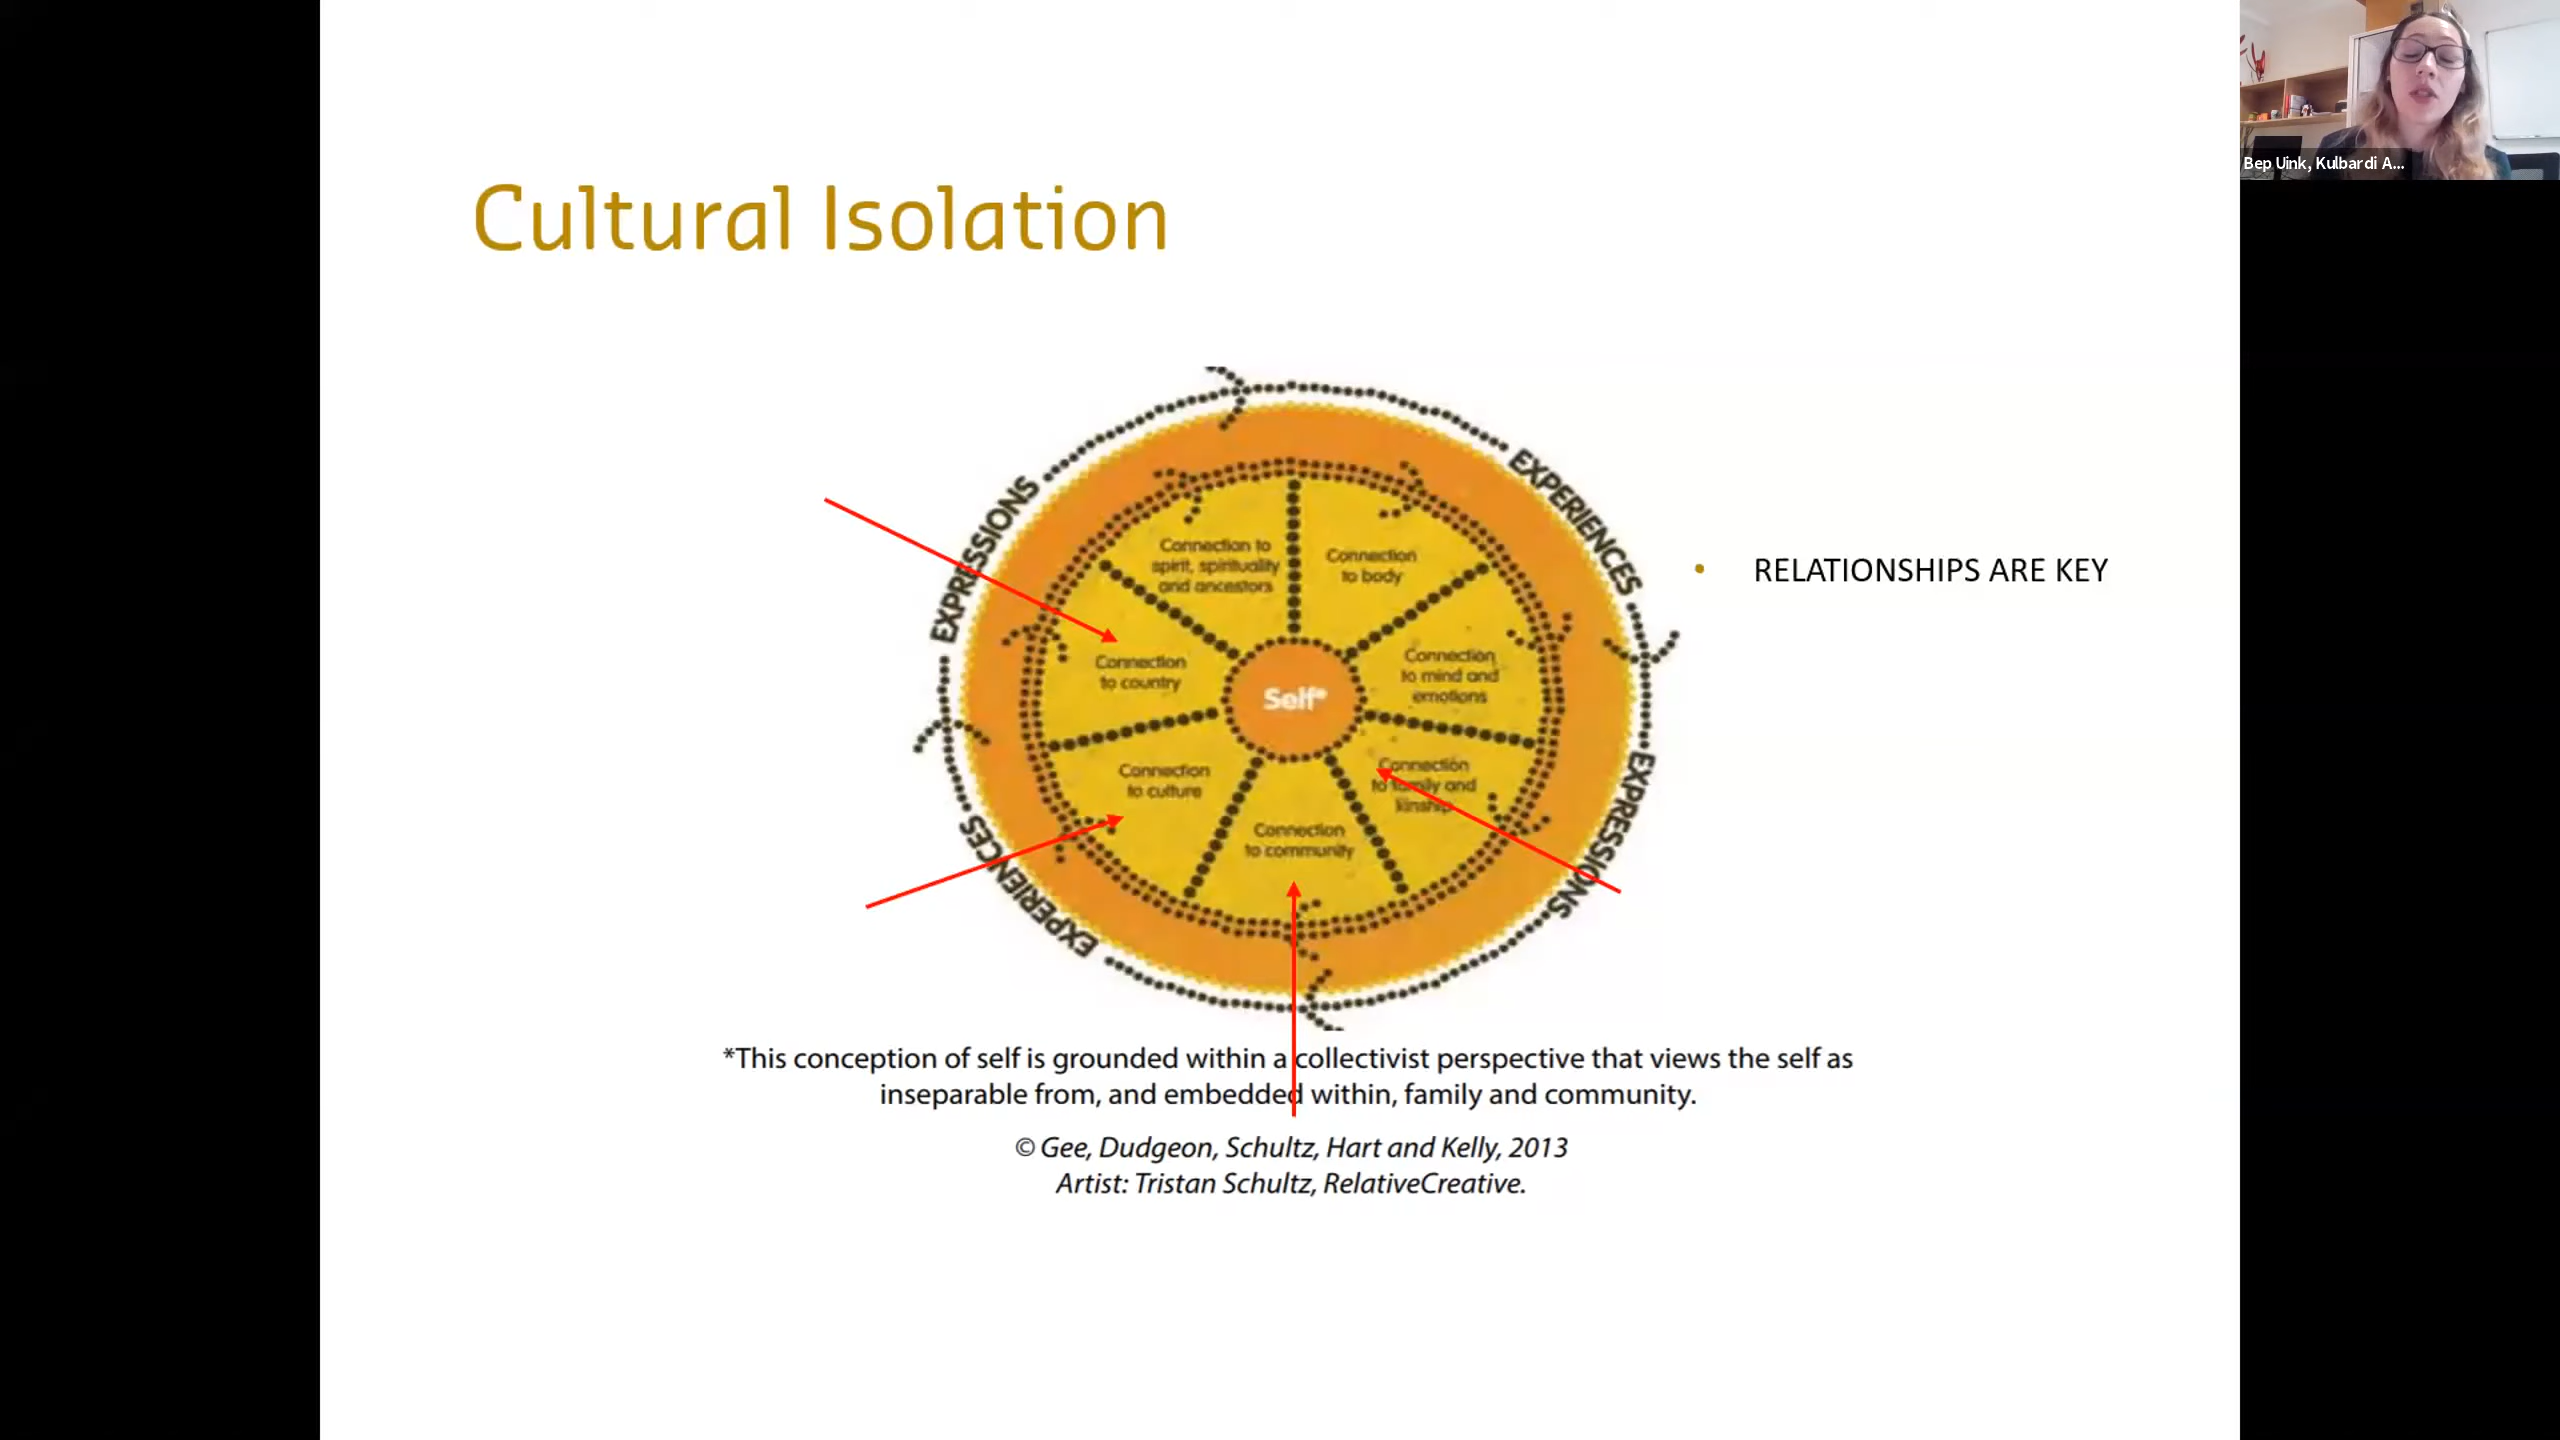 Bep Uink, Kulbardi A...
Cultural Isolation
EXPRESSIONS
EXPERIENCES
Connection to
spirit, spirituality
and ancestors
Connection
to body
Connection
to country
Self*
Connection
to mind and
emotions
Connection
to culture
Connection
to community
Connection
to family and
kinship
EXPERIENCES
EXPRESSIONS
• RELATIONSHIPS ARE KEY
*This conception of self is grounded within a collectivist perspective that views the self as
inseparable from, and embedded within, family and community.
© Gee, Dudgeon, Schultz, Hart and Kelly, 2013
Artist: Tristan Schultz, RelativeCreative.